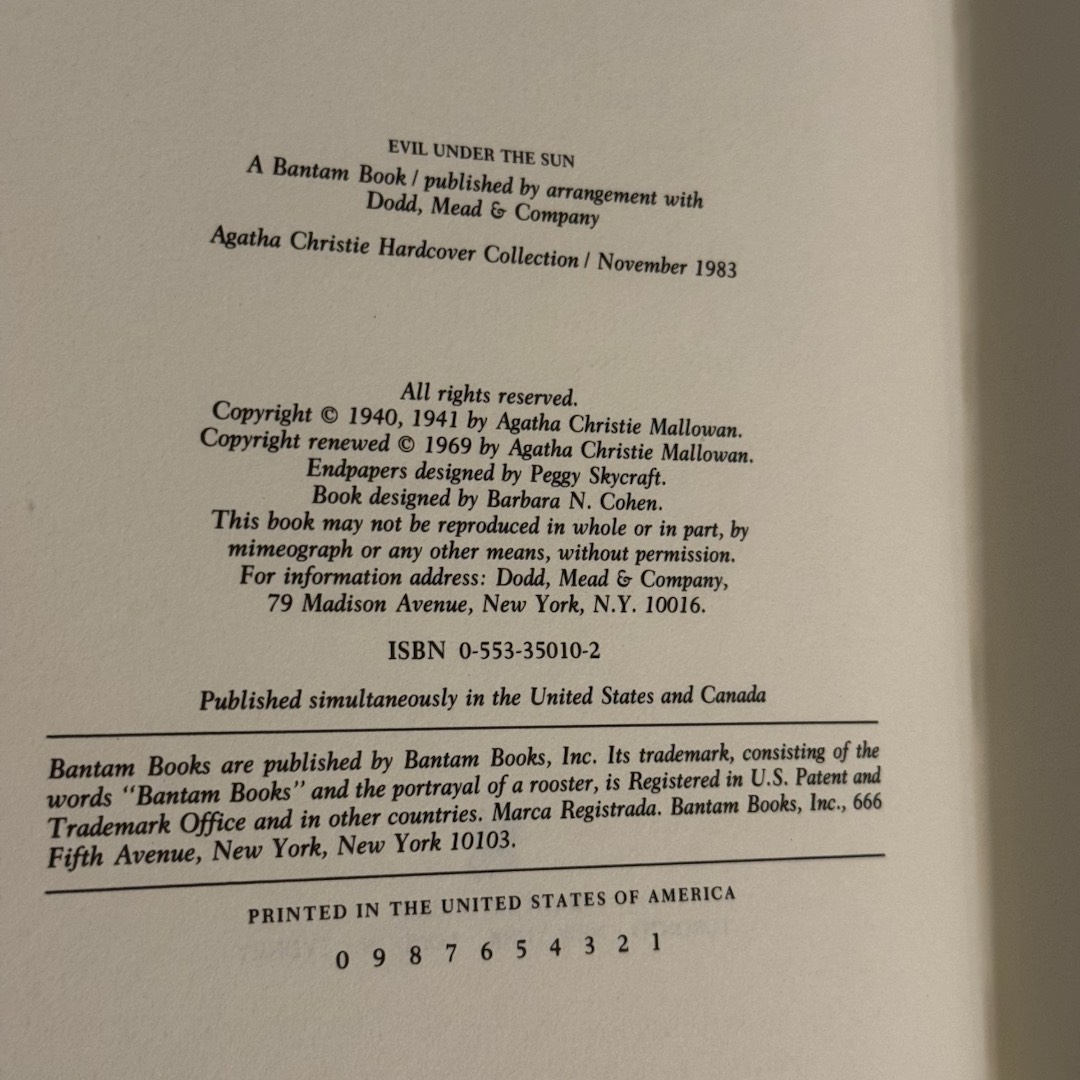 EVIL UNDER THE SUN
A Bantam Book / published by arrangement with
Dodd, Mead & Company
Agatha Christie Hardcover Collection / November 1983
All rights reserved.
Copyright © 1940, 1941 by Agatha Christie Mallowan.
Copyright renewed © 1969 by Agatha Christie Mallowan.
Endpapers designed by Peggy Skycraft.
Book designed by Barbara N. Cohen.
This book may not be reproduced in whole or in part, by
mimeograph or any other means, without permission.
For information address: Dodd, Mead & Company,
79 Madison Avenue, New York, N.Y. 10016.
ISBN 0-553-35010-2
Published simultaneously in the United States and Canada
Bantam Books are published by Bantam Books, Inc. Its trademark, consisting of the
words "Bantam Books" and the portrayal of a rooster, is Registered in U.S. Patent and
Trademark Office and in other countries. Marca Registrada. Bantam Books, Inc., 666
Fifth Avenue, New York, New York 10103.
PRINTED IN THE UNITED STATES OF AMERICA
0 9 8 7 6 5 4 3 2 1